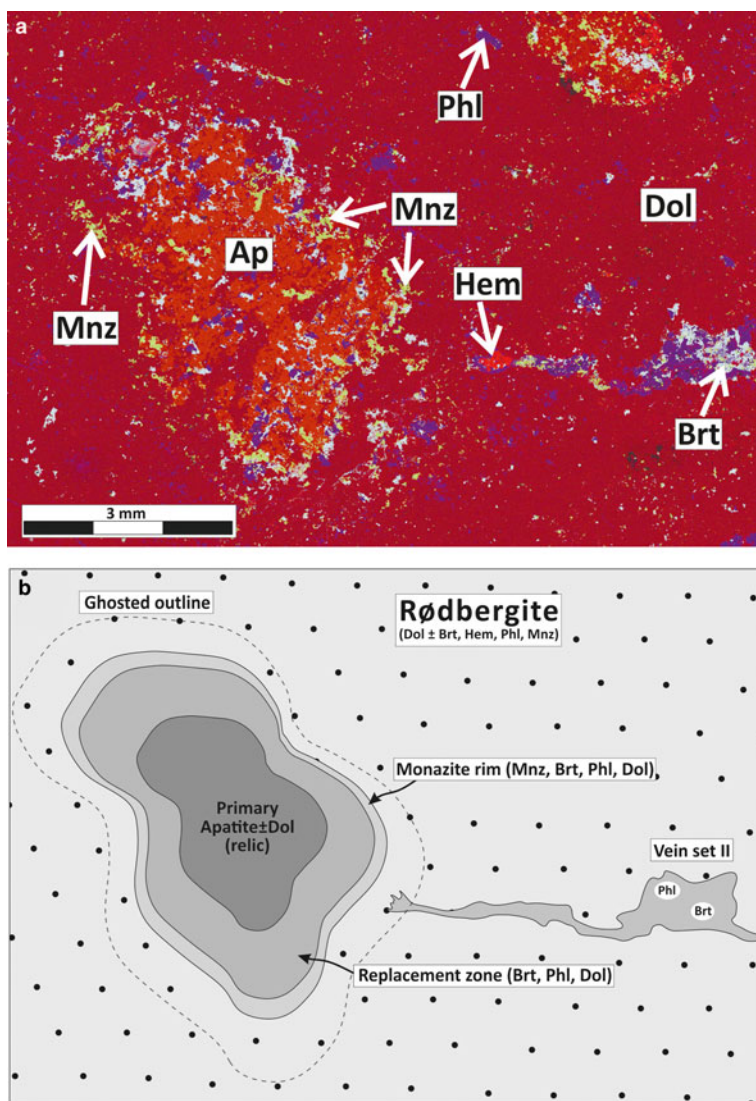 a
Phl
Mnz
Dol
Ap
Hem
Mnz
Brt
3 mm
b
Ghosted outline
Rødbergite
(Dol ± Brt, Hem, Phl, Mnz)
Monazite rim (Mnz, Brt, Phl, Dol)
Primary
Apatite±Dol
(relic)
Vein set II
Phl
Brt
Replacement zone (Brt, Phl, Dol)